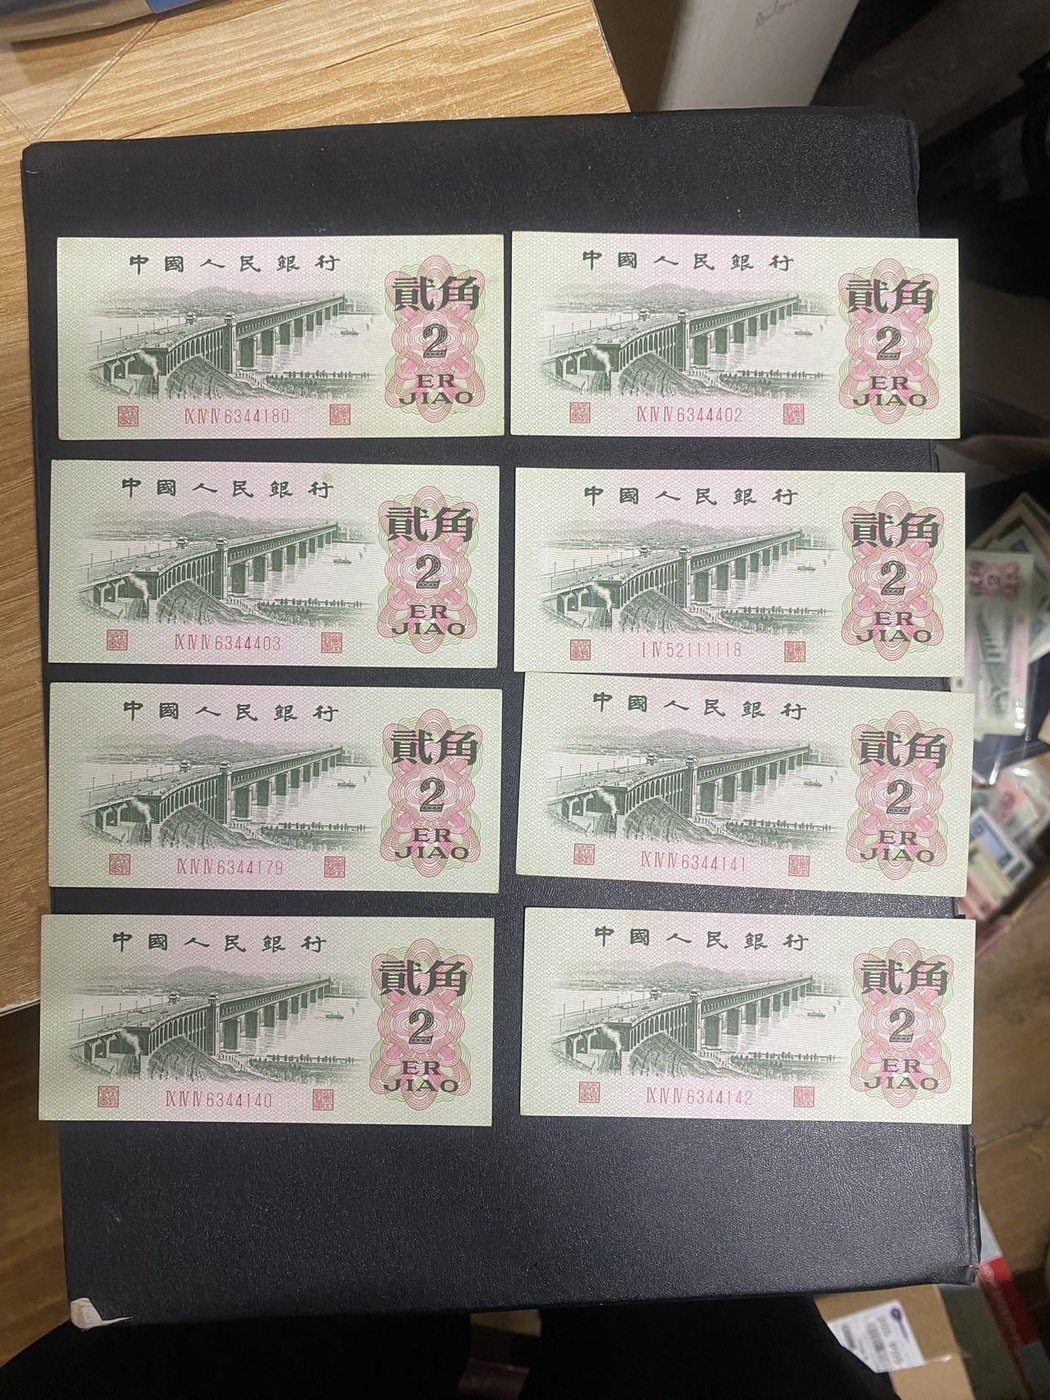 中國人民銀行
貳角
2
ER
JIAO
IX IV IV 6344180
中國人民銀行
貳角
2
ER
JIAO
IX IV IV 6344402
中國人民銀行
貳角
2
ER
JIAO
IX IV IV 6344403
中國人民銀行
貳角
2
ER
JIAO
I IV 52111118
中國人民銀行
貳角
2
ER
JIAO
IX IV IV 6344179
中國人民銀行
貳角
2
ER
JIAO
IX IV IV 6344141
中國人民銀行
貳角
2
ER
JIAO
IX IV IV 6344140
中國人民銀行
貳角
2
ER
JIAO
IX IV IV 6344142